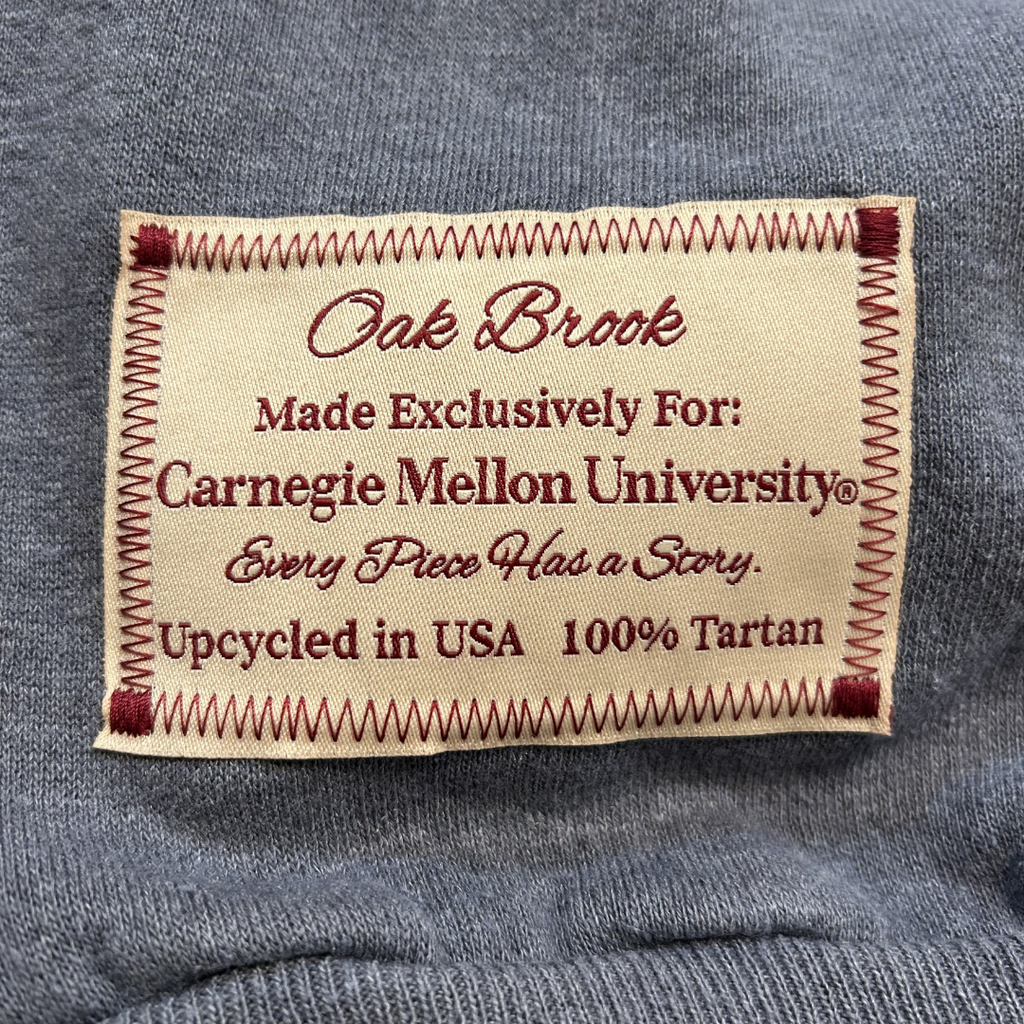 Oak Brook
Made Exclusively For:
Carnegie Mellon University®
Every Piece Has a Story.
Upcycled in USA 100% Tartan